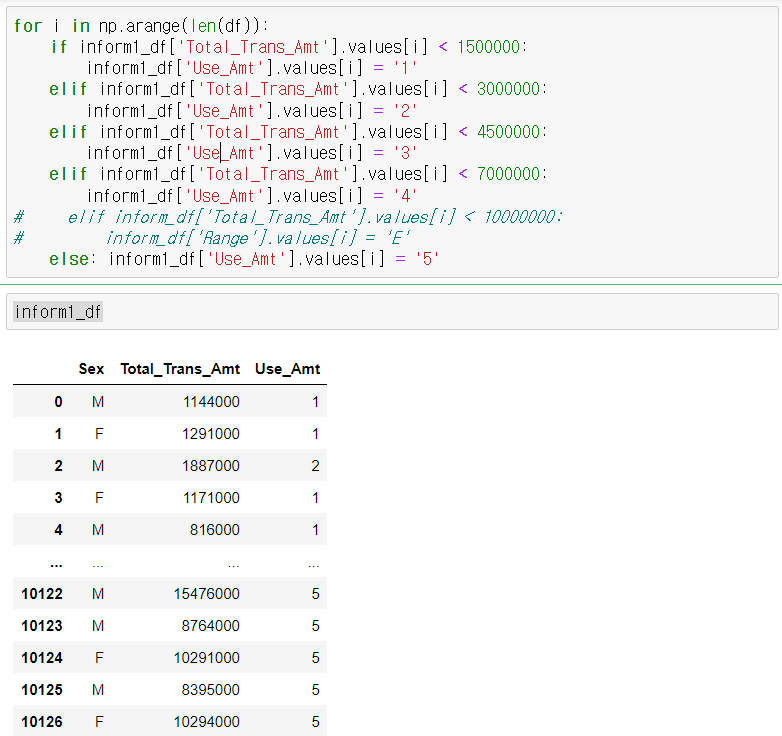 for i in np.arange(len(df)):
    if inform1_df['Total_Trans_Amt'].values[i] < 1500000:
        inform1_df['Use_Amt'].values[i] = '1'
    elif inform1_df['Total_Trans_Amt'].values[i] < 3000000:
        inform1_df['Use_Amt'].values[i] = '2'
    elif inform1_df['Total_Trans_Amt'].values[i] < 4500000:
        inform1_df['Use_Amt'].values[i] = '3'
    elif inform1_df['Total_Trans_Amt'].values[i] < 7000000:
        inform1_df['Use_Amt'].values[i] = '4'
#     elif inform_df['Total_Trans_Amt'].values[i] < 10000000:
#         inform_df['Range'].values[i] = 'E'
    else: inform1_df['Use_Amt'].values[i] = '5'
inform1_df
Sex Total_Trans_Amt Use_Amt
0 M 1144000 1
1 F 1291000 1
2 M 1887000 2
3 F 1171000 1
4 M 816000 1
... ... ... ...
10122 M 15476000 5
10123 M 8764000 5
10124 F 10291000 5
10125 M 8395000 5
10126 F 10294000 5